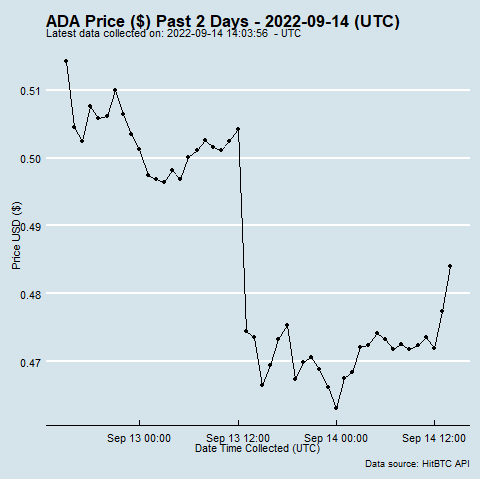 ADA Price ($) Past 2 Days - 2022-09-14 (UTC)
Latest data collected on: 2022-09-14 14:03:56 - UTC
Price USD ($)
0.51
0.50
0.49
0.48
0.47
Sep 13 00:00 Sep 13 12:00 Sep 14 00:00 Sep 14 12:00
Date Time Collected (UTC)
Data source: HitBTC API